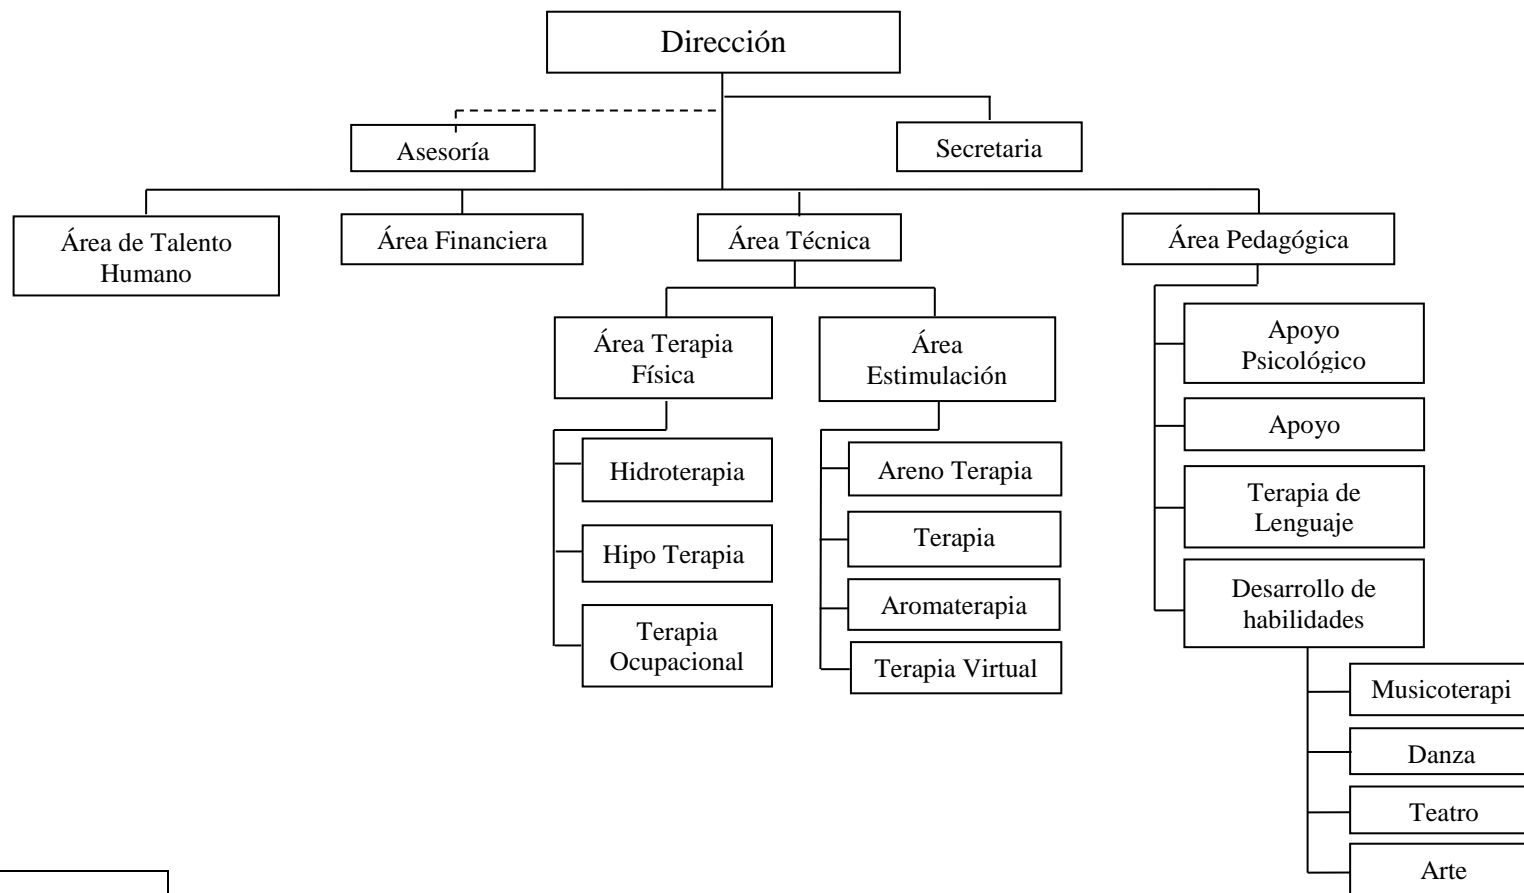 Dirección
Asesoría
Secretaria
Área de Talento
Humano
Área Financiera
Área Técnica
Área Pedagógica
Área Terapia
Física
Hidroterapia
Hipo Terapia
Terapia
Ocupacional
Área
Estimulación
Areno Terapia
Terapia
Aromaterapia
Terapia Virtual
Apoyo
Psicológico
Apoyo
Terapia de
Lenguaje
Desarrollo de
habilidades
Musicoterapi
Danza
Teatro
Arte